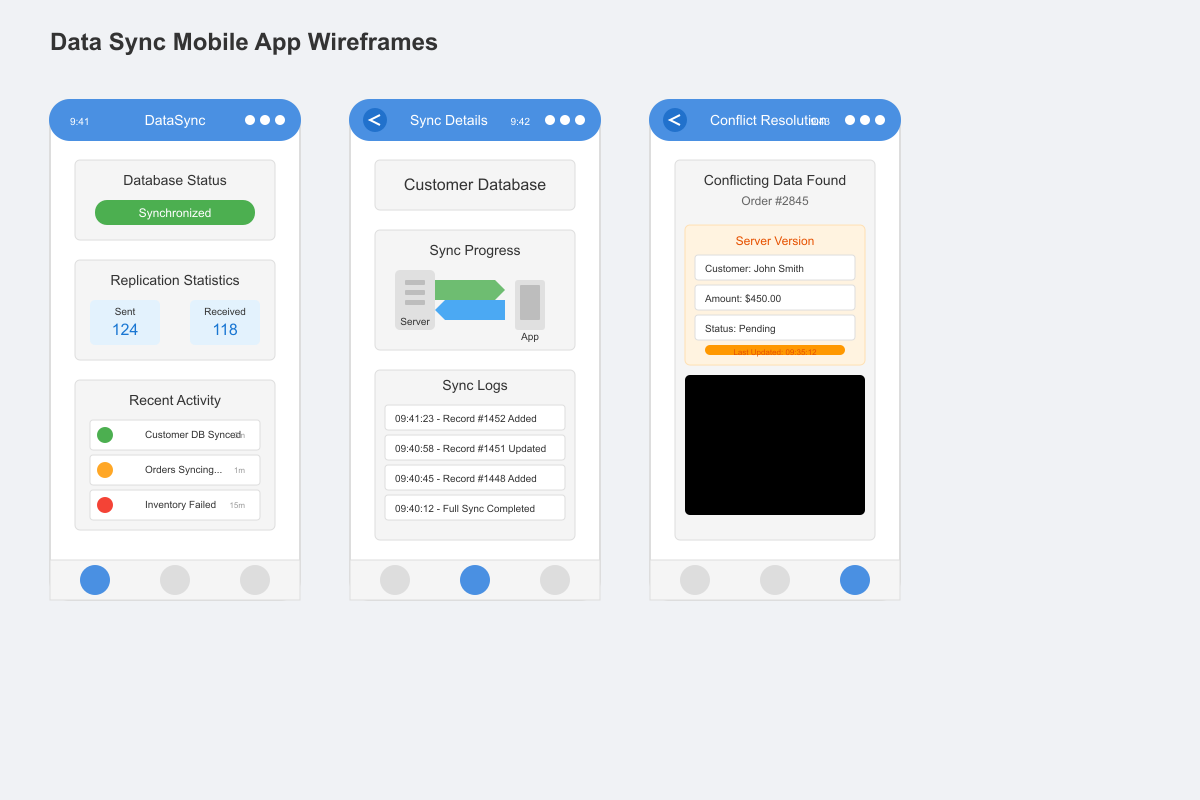 Data Sync Mobile App Wireframes
9:41
DataSync
Database Status
Synchronized
Replication Statistics
Sent
124
Received
118
Recent Activity
Customer DB Synced
Orders Syncing...
1m
Inventory Failed
15m
Sync Details
9:42
Customer Database
Sync Progress
Server
App
Sync Logs
09:41:23 - Record #1452 Added
09:40:58 - Record #1451 Updated
09:40:45 - Record #1448 Added
09:40:12 - Full Sync Completed
Conflict Resolution
9:43
Conflicting Data Found
Order #2845
Server Version
Customer: John Smith
Amount: $450.00
Status: Pending
Last Updated: 09:35:12